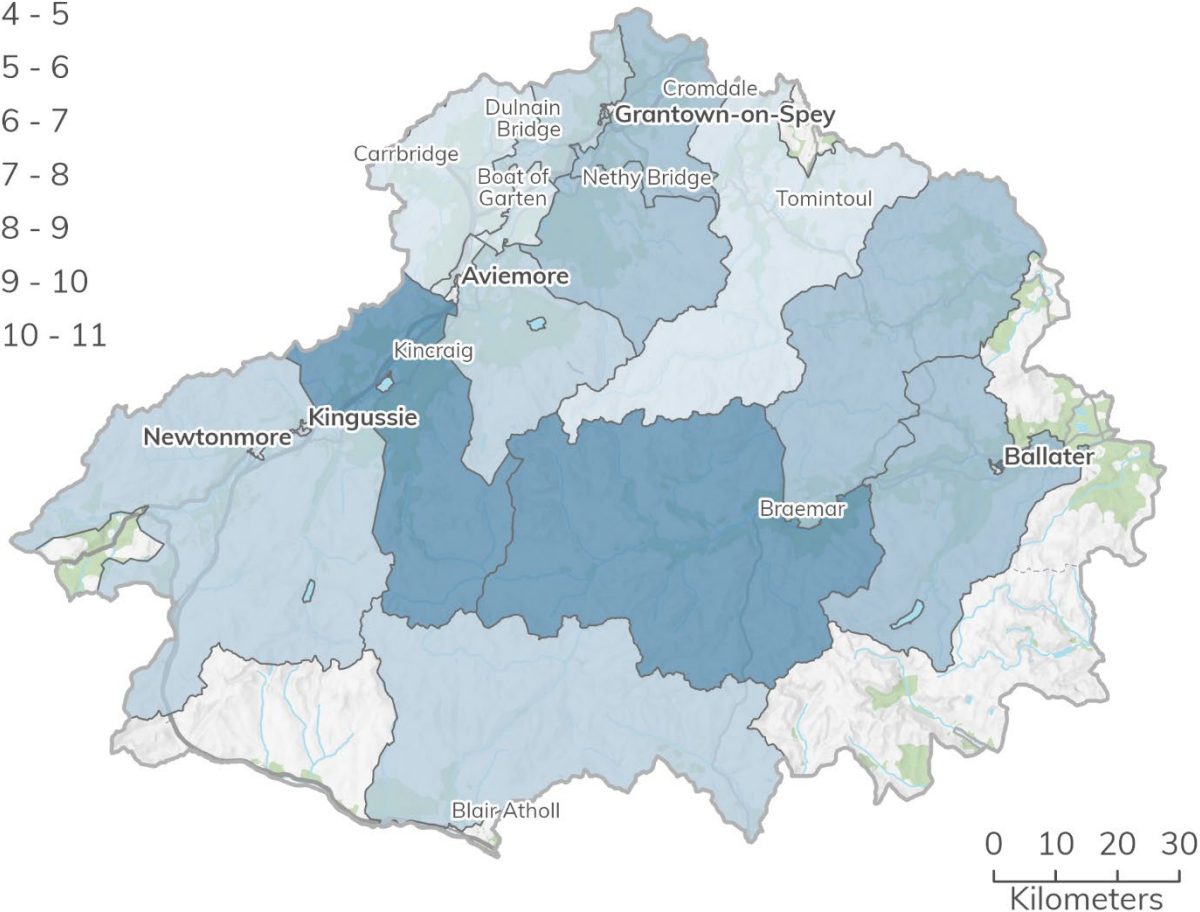 4 - 5
5 - 6
6 - 7
7 - 8
8 - 9
9 - 10
10 - 11
Cromdale
Dulnain
Bridge
Grantown-on-Spey
Carrbridge
Boat of
Garten
Nethy Bridge
Tomintoul
Aviemore
Kincraig
Kingussie
Newtonmore
Ballater
Braemar
Blair Atholl
0 10 20 30
Kilometers